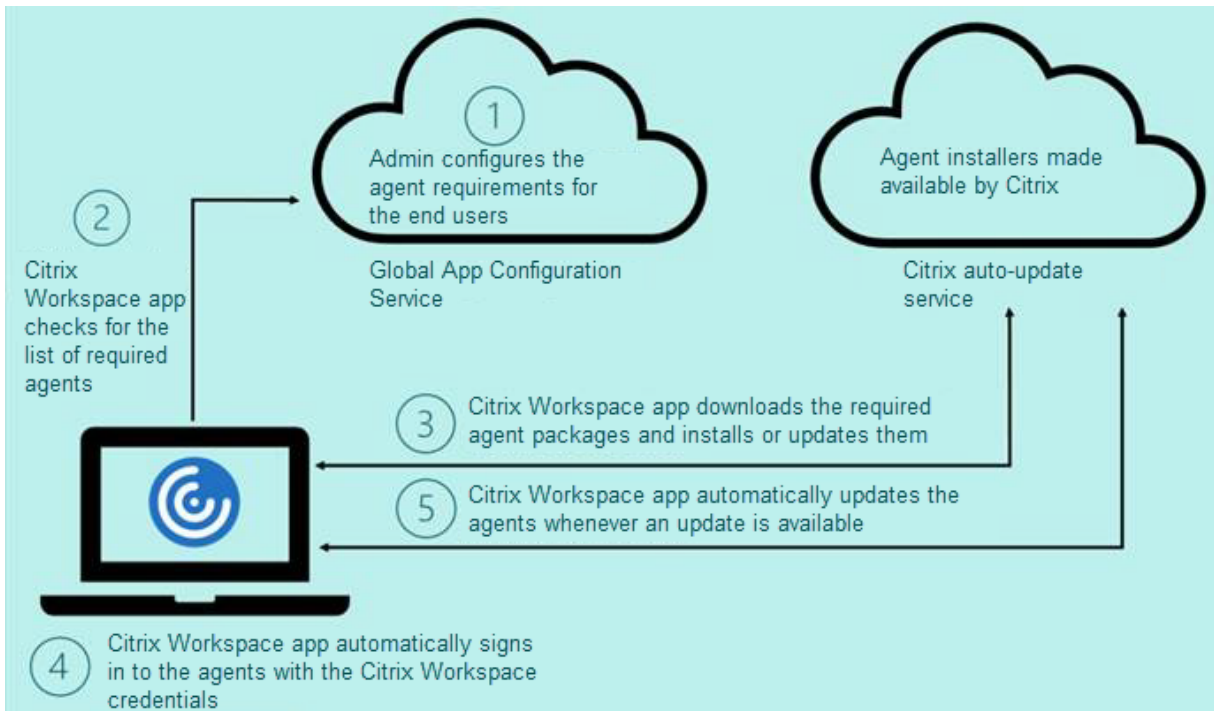 1
Admin configures the
agent requirements for
the end users
Global App Configuration
Service
Agent installers made
available by Citrix
Citrix auto-update
service
2
Citrix
Workspace app
checks for the
list of required
agents
3
Citrix Workspace app downloads the required
agent packages and installs or updates them
5
Citrix Workspace app automatically updates the
agents whenever an update is available
4
Citrix Workspace app automatically signs
in to the agents with the Citrix Workspace
credentials